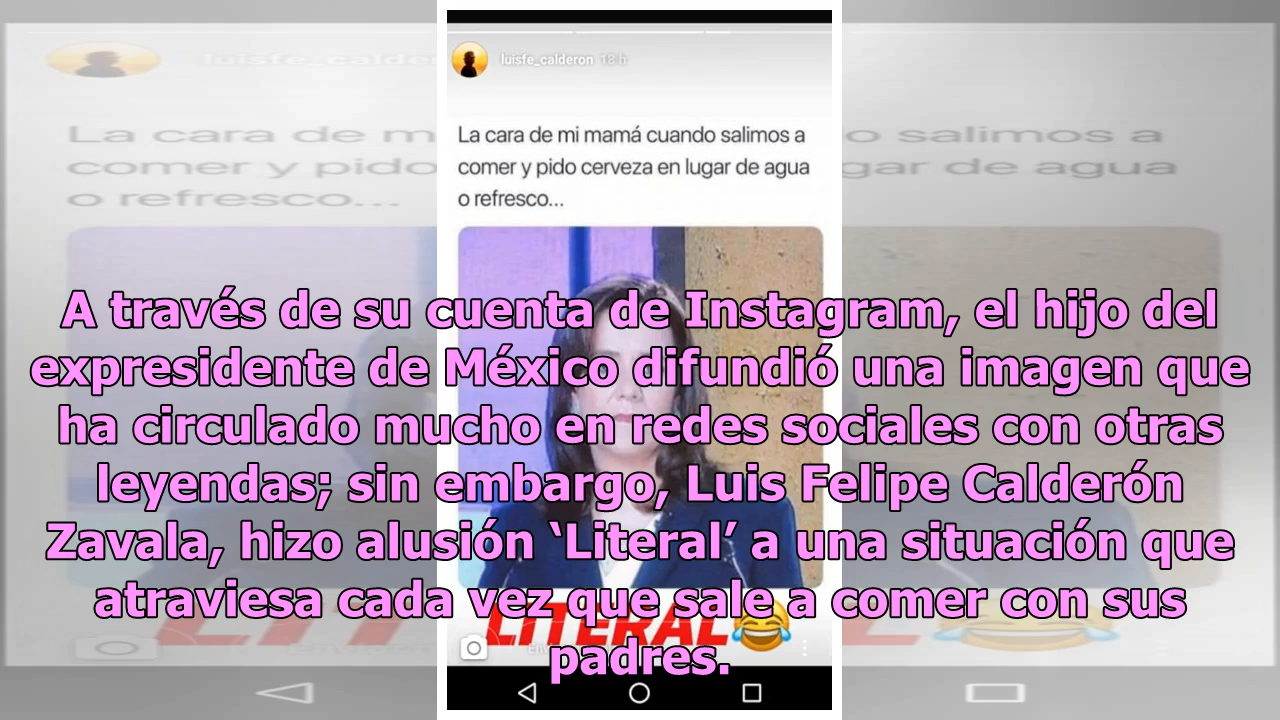 luisfe_calderon 18 h
La cara de mi mamá cuando salimos a
comer y pido cerveza en lugar de agua
o refresco...
A través de su cuenta de Instagram, el hijo del
expresidente de México difundió una imagen que
ha circulado mucho en redes sociales con otras
leyendas; sin embargo, Luis Felipe Calderón
Zavala, hizo alusión ‘Literal’ a una situación que
atraviesa cada vez que sale a comer con sus
padres.
LITERAL